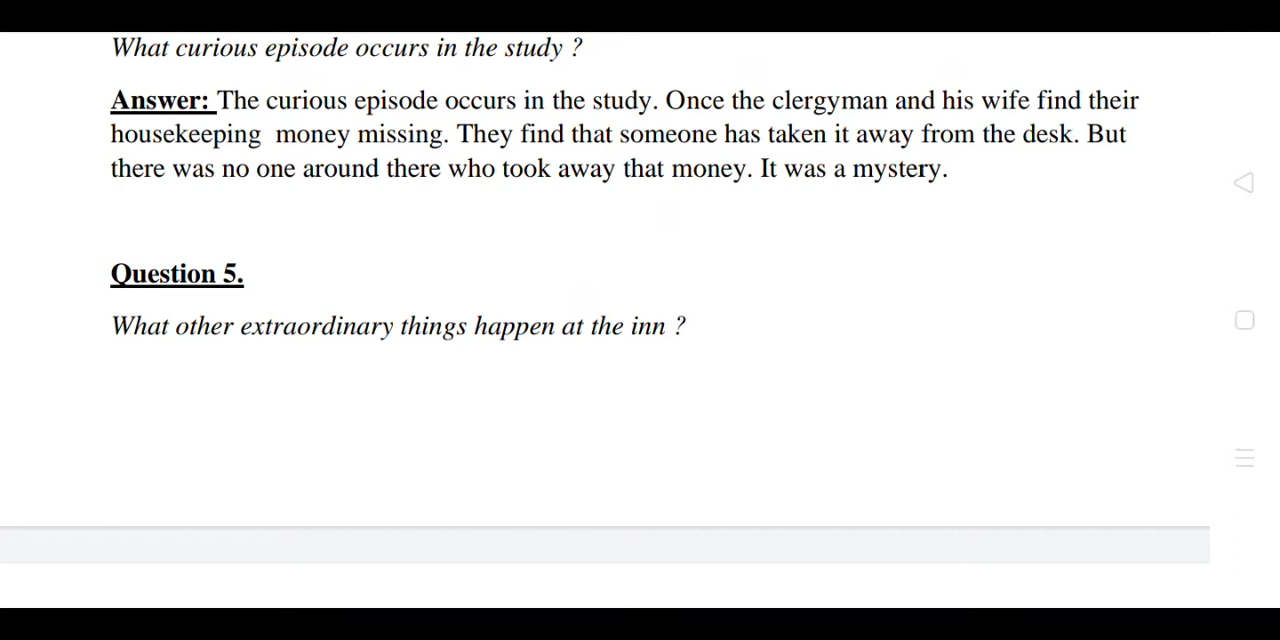 What curious episode occurs in the study ?
Answer: The curious episode occurs in the study. Once the clergyman and his wife find their
housekeeping  money missing. They find that someone has taken it away from the desk. But
there was no one around there who took away that money. It was a mystery.
Question 5.
What other extraordinary things happen at the inn ?